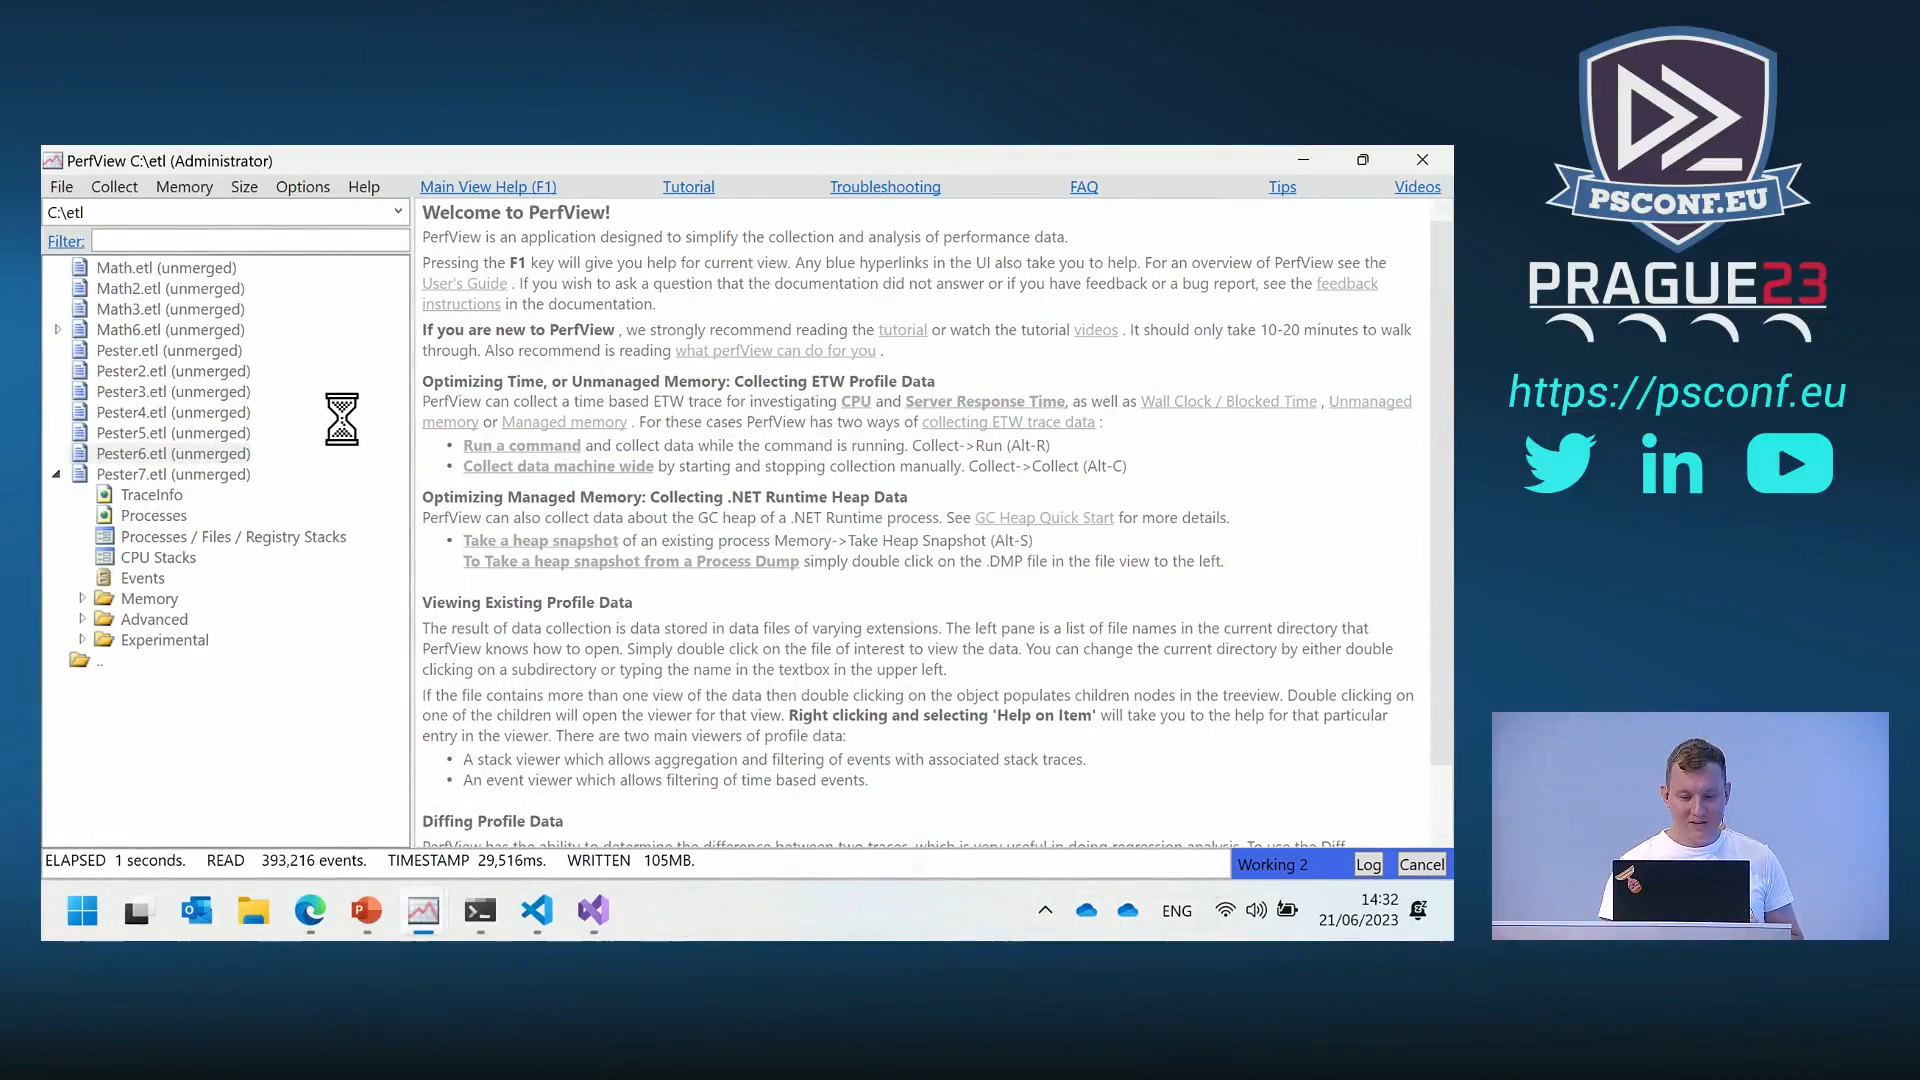 PerfView C:\etl (Administrator)
File Collect Memory Size Options Help
Main View Help (F1) Tutorial Troubleshooting FAQ Tips Videos
C:\etl
Filter:
Math.etl (unmerged)
Math2.etl (unmerged)
Math3.etl (unmerged)
Math6.etl (unmerged)
Pester.etl (unmerged)
Pester2.etl (unmerged)
Pester3.etl (unmerged)
Pester4.etl (unmerged)
Pester5.etl (unmerged)
Pester6.etl (unmerged)
Pester7.etl (unmerged)
TraceInfo
Processes
Processes / Files / Registry Stacks
CPU Stacks
Events
Memory
Advanced
Experimental
..
Welcome to PerfView!
PerfView is an application designed to simplify the collection and analysis of performance data.
Pressing the F1 key will give you help for current view. Any blue hyperlinks in the UI also take you to help. For an overview of PerfView see the
User's Guide . If you wish to ask a question that the documentation did not answer or if you have feedback or a bug report, see the feedback
instructions in the documentation.
If you are new to PerfView , we strongly recommend reading the tutorial or watch the tutorial videos . It should only take 10-20 minutes to walk
through. Also recommend is reading what perfView can do for you .
Optimizing Time, or Unmanaged Memory: Collecting ETW Profile Data
PerfView can collect a time based ETW trace for investigating CPU and Server Response Time, as well as Wall Clock / Blocked Time , Unmanaged
memory or Managed memory . For these cases PerfView has two ways of collecting ETW trace data :
• Run a command and collect data while the command is running. Collect->Run (Alt-R)
• Collect data machine wide by starting and stopping collection manually. Collect->Collect (Alt-C)
Optimizing Managed Memory: Collecting .NET Runtime Heap Data
PerfView can also collect data about the GC heap of a .NET Runtime process. See GC Heap Quick Start for more details.
• Take a heap snapshot of an existing process Memory->Take Heap Snapshot (Alt-S)
To Take a heap snapshot from a Process Dump simply double click on the .DMP file in the file view to the left.
Viewing Existing Profile Data
The result of data collection is data stored in data files of varying extensions. The left pane is a list of file names in the current directory that
PerfView knows how to open. Simply double click on the file of interest to view the data. You can change the current directory by either double
clicking on a subdirectory or typing the name in the textbox in the upper left.
If the file contains more than one view of the data then double clicking on the object populates children nodes in the treeview. Double clicking on
one of the children will open the viewer for that view. Right clicking and selecting 'Help on Item' will take you to the help for that particular
entry in the viewer. There are two main viewers of profile data:
• A stack viewer which allows aggregation and filtering of events with associated stack traces.
• An event viewer which allows filtering of time based events.
Diffing Profile Data
PerfView has the ability to determine the difference between two traces, which is very useful in doing regression analysis. To use the Diff
ELAPSED 1 seconds. READ 393,216 events. TIMESTAMP 29,516ms. WRITTEN 105MB.
Working 2 Log Cancel
ENG
14:32
21/06/2023
PSCONF.EU
PRAGUE23
https://psconf.eu
in